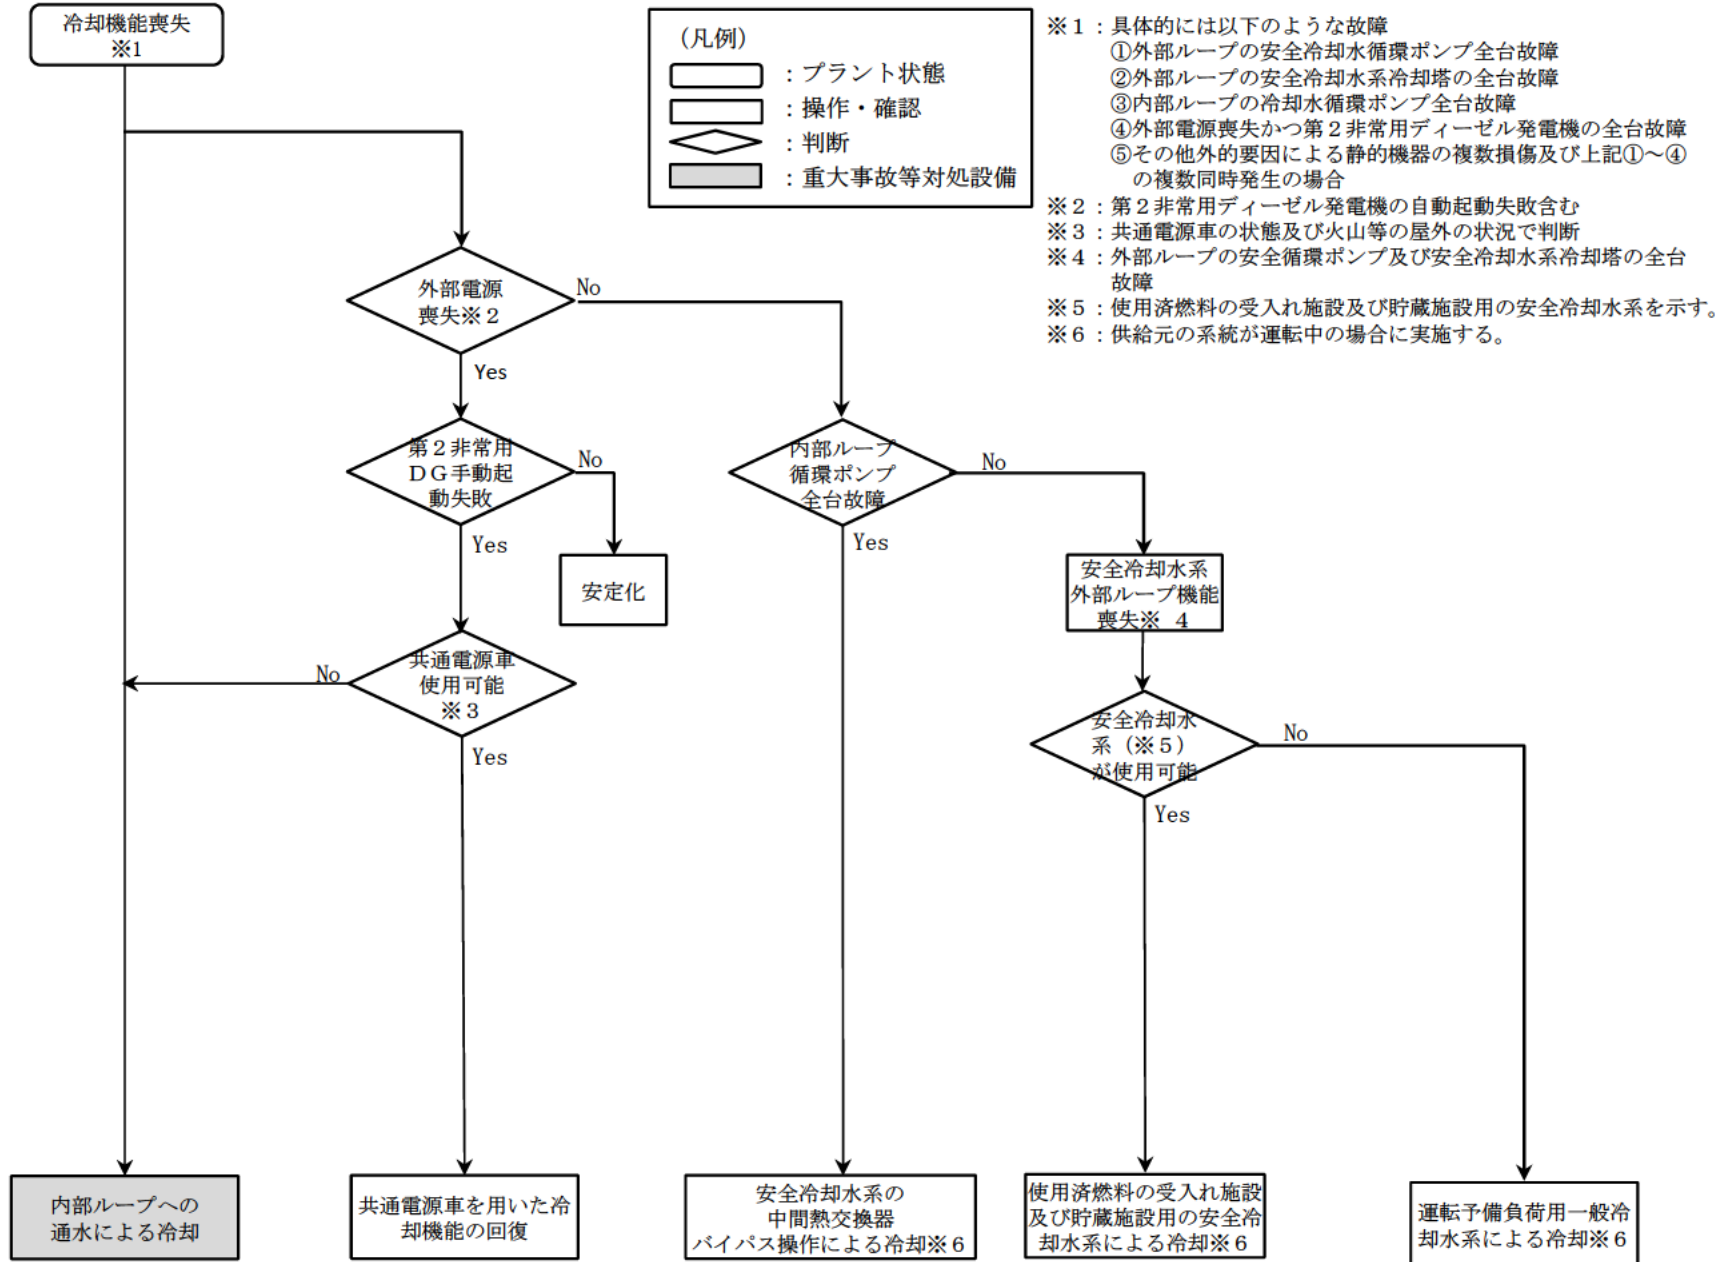 冷却機能喪失
※1
(凡例)
：プラント状態
：操作・確認
：判断
：重大事故等対処設備
※１：具体的には以下のような故障
①外部ループの安全冷却水循環ポンプ全台故障
②外部ループの安全冷却水系冷却塔の全台故障
③内部ループの冷却水循環ポンプ全台故障
④外部電源喪失かつ第２非常用ディーゼル発電機の全台故障
⑤その他外的要因による静的機器の複数損傷及び上記①～④
の複数同時発生の場合
※２：第２非常用ディーゼル発電機の自動起動失敗含む
※３：共通電源車の状態及び火山等の屋外の状況で判断
※４：外部ループの安全循環ポンプ及び安全冷却水系冷却塔の全台
故障
※５：使用済燃料の受入れ施設及び貯蔵施設用の安全冷却水系を示す。
※６：供給元の系統が運転中の場合に実施する。
外部電源
喪失※２
No
Yes
第２非常用
ＤＧ手動起
動失敗
No
Yes
安定化
内部ループ
循環ポンプ
全台故障
No
Yes
安全冷却水系
外部ループ機能
喪失※ 4
共通電源車
使用可能
※３
No
Yes
安全冷却水
系（※５）
が使用可能
No
Yes
内部ループへの
通水による冷却
共通電源車を用いた冷
却機能の回復
安全冷却水系の
中間熱交換器
バイパス操作による冷却※６
使用済燃料の受入れ施設
及び貯蔵施設用の安全冷
却水系による冷却※６
運転予備負荷用一般冷
却水系による冷却※６